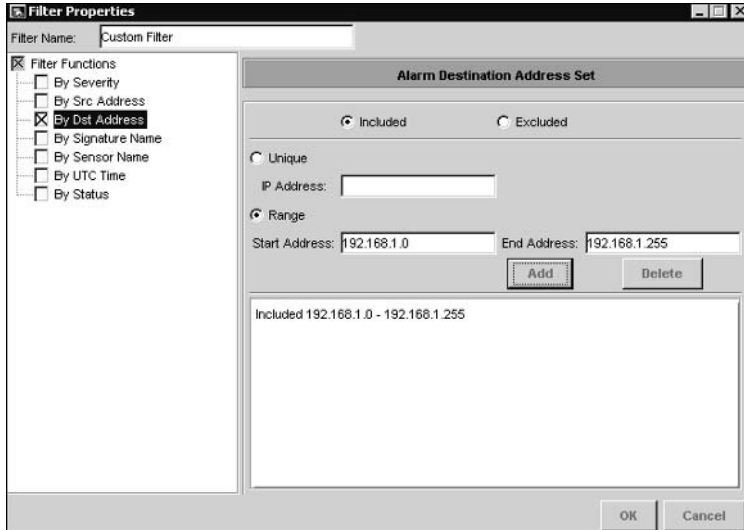 Filter Properties
Filter Name: Custom Filter
Filter Functions
By Severity
By Src Address
By Dst Address
By Signature Name
By Sensor Name
By UTC Time
By Status
Alarm Destination Address Set
Included Excluded
Unique
IP Address:
Range
Start Address: 192.168.1.0 End Address: 192.168.1.255
Add Delete
Included 192.168.1.0 - 192.168.1.255
OK Cancel